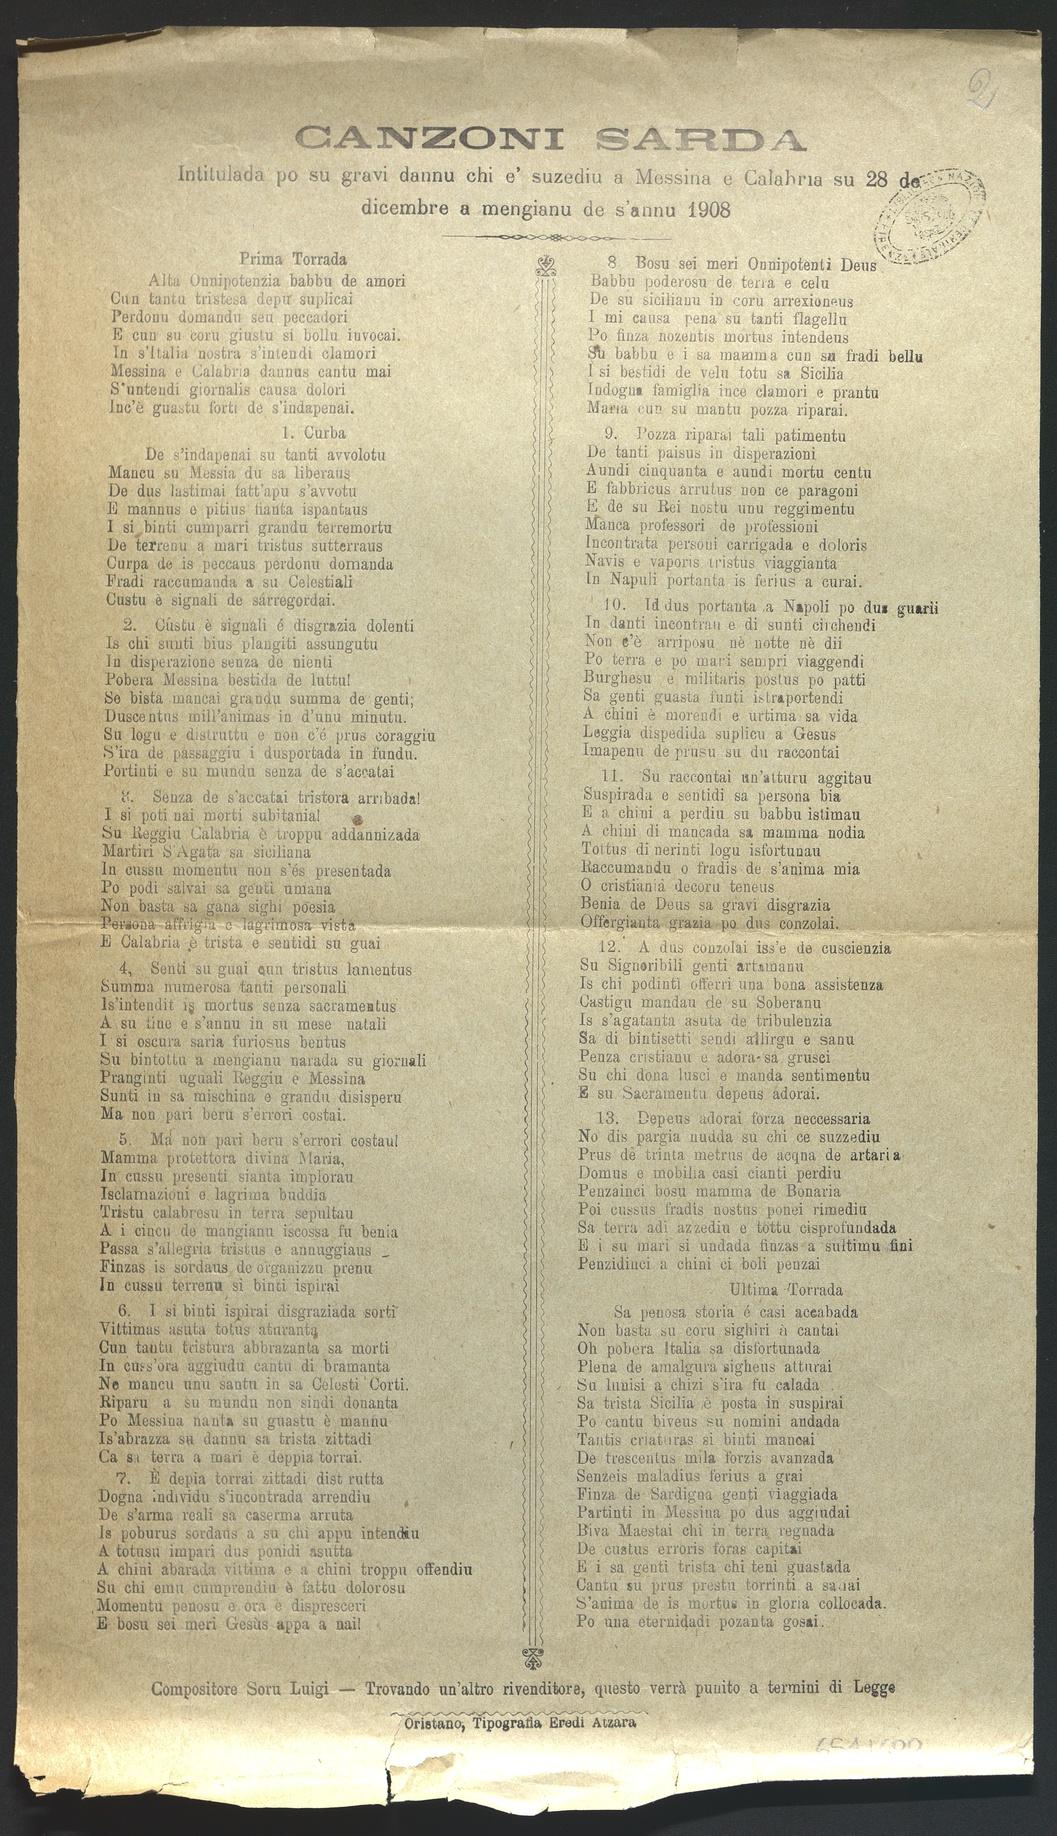 2
CANZONI SARDA
Intitulada po su gravi dannu chi e' suzediu a Messina e Calabria su 28 de
dicembre a mengianu de s'annu 1908
Prima Torrada
Alta Onnipotenzia babbu de amori
Cun tantu tristesa depu suplicai
Perdonu domandu seu peccadori
E cun su coru giustu si bollu invocai.
In s'Italia nostra s'intendi clamori
Messina e Calabria dannus cantu mai
S'untendi giornalis causa dolori
Inc'è guastu forti de s'indapenai.
1. Curba
De s'indapenai su tanti avvolotu
Mancu su Messia du sa liberaus
De dus lastimai fatt'apu s'avvotu
E mannus e pitius fianta ispantaus
I si binti cumparri grandu terremortu
De terrenu a mari tristus sutterraus
Curpa de is peccaus perdonu domanda
Fradi raccumanda a su Celestiali
Custu è signali de sarregordai.
2. Custu è signali é disgrazia dolenti
Is chi sunti bius plangiti assungutu
In disperazione senza de nienti
Pobera Messina bestida de luttu!
Se bista mancai grandu summa de genti;
Duscentus mill'animas in d'unu minutu.
Su logu e distruttu e non c'é prus coraggiu
S'ira de passaggiu i dusportada in fundu.
Portinti e su mundu senza de s'accatai
3. Senza de s'accatai tristora arribada!
I si poti nai morti subitania!
Su Reggiu Calabria è troppu addannizada
Martiri S'Agata sa siciliana
In cussu momentu non s'és presentada
Po podi salvai sa genti umana
Non basta sa gana sighi poesia
Persona affrigia e lagrimosa vista
E Calabria è trista e sentidi su guai
4, Senti su guai cun tristus lamentus
Summa numerosa tanti personali
Is'intendit is mortus senza sacramentus
A su fine e s'annu in su mese natali
I si oscura saria furiosus bentus
Su bintottu a mengianu narada su giornali
Pranginti uguali Reggiu e Messina
Sunti in sa mischina e grandu disisperu
Ma non pari beru s'errori costai.
5. Ma non pari beru s'errori costau!
Mamma protettora divina Maria,
In cussu presenti sianta implorau
Isclamazioni e lagrima buddia
Tristu calabresu in terra sepultau
A i cincu de mangianu iscossa fu benia
Passa s'allegria tristus e annuggiaus
Finzas is sordaus de organizzu prenu
In cussu terrenu si binti ispirai
6. I si binti ispirai disgraziada sorti
Vittimas asuta totus aturanta
Cun tantu tristura abbrazanta sa morti
In cuss'ora aggiudu cantu di bramanta
Ne mancu unu santu in sa Celesti Corti.
Riparu a su mundu non sindi donanta
Po Messina nanta su guastu è mannu
Is'abrazza su dannu sa trista zittadi
Ca sa terra a mari è deppia torrai.
7. È depia torrai zittadi distrutta
Dogna individu s'incontrada arrendiu
De s'arma reali sa caserma arruta
Is poburus sordaus a su chi appu intendiu
A totusu impari dus ponidi asutta
A chini abarada vittima e a chini troppu offendiu
Su chi emu cumprendiu è fattu dolorosu
Momentu penosu e ora e dispresceri
E bosu sei meri Gesùs appa a nai!
8 Bosu sei meri Onnipotenti Deus
Babbu poderosu de terra e celu
De su sicilianu in coru arrexioneus
I mi causa pena su tanti flagellu
Po finza nozentis mortus intendeus
Su babbu e i sa mamma cun su fradi bellu
I si bestidi de velu totu sa Sicilia
Indogna famiglia ince clamori e prantu
Maria cun su mantu pozza riparai.
9. Pozza riparai tali patimentu
De tanti paisus in disperazioni
Aundi cinquanta e aundi mortu centu
E fabbricus arrutus non ce paragoni
E de su Rei nostu unu reggimentu
Manca professori de professioni
Incontrata personi carrigada e doloris
Navis e vaporis tristus viaggianta
In Napuli portanta is ferius a curai.
10. Id dus portanta a Napoli po dus guarii
In danti incontrau e di sunti circhendi
Non c'è arriposu nè notte nè dii
Po terra e po mari sempri viaggendi
Burghesu e militaris postus po patti
Sa genti guasta funti istraportendi
A chini è morendi e urtima sa vida
Leggia dispedida suplicu a Gesus
Imapenu de prusu su du raccontai
11. Su raccontai un'atturu aggitau
Suspirada e sentidi sa persona bia
E a chini a perdiu su babbu istimau
A chini di mancada sa mamma nodia
Tottus di nerinti logu isfortunau
Raccumandu o fradis de s'anima mia
O cristianiá decoru teneus
Benia de Deus sa gravi disgrazia
Offergianta grazia po dus conzolai.
12. A dus conzolai iss'e de cuscienzia
Su Signoribili genti artamanu
Is chi podinti offerri una bona assistenza
Castigu mandau de su Soberanu
Is s'agatanta asuta de tribulenzia
Sa di bintisetti sendi allirgu e sanu
Penza cristianu e adora sa grusci
Su chi dona lusci e manda sentimentu
E su Sacramentu depeus adorai.
13. Depeus adorai forza neccessaria
No dis pargia nudda su chi ce suzzediu
Prus de trinta metrus de acqna de artaria
Domus e mobilia casi cianti perdiu
Penzainci bosu mamma de Bonaria
Poi cussus fradis nostus ponei rimediu
Sa terra adi azzediu e tottu cisprofundada
E i su mari si undada finzas a sultimu fini
Penzidinci a chini ci boli penzai
Ultima Torrada
Sa penosa storia é casi accabada
Non basta su coru sighiri à cantai
Oh pobera Italia sa disfortunada
Plena de amalgura sigheus atturai
Su lunisi a chizi s'ira fu calada
Sa trista Sicilia è posta in suspirai
Po cantu biveus su nomini andada
Tantis criaturas si binti mancai
De trescentus mila forzis avanzada
Senzeis maladius ferius a grai
Finza de Sardigna genti viaggiada
Partinti in Messina po dus aggiudai
Biva Maestai chi in terra regnada
De custus erroris foras capitai
E i sa genti trista chi teni guastada
Cantu su prus prestu torrinti a sanai
S'anima de is mortus in gloria collocada.
Po una eternidadi pozanta gosai.
Compositore Soru Luigi — Trovando un'altro rivenditore, questo verrà punito a termini di Legge
Oristano, Tipografia Eredi Atzara